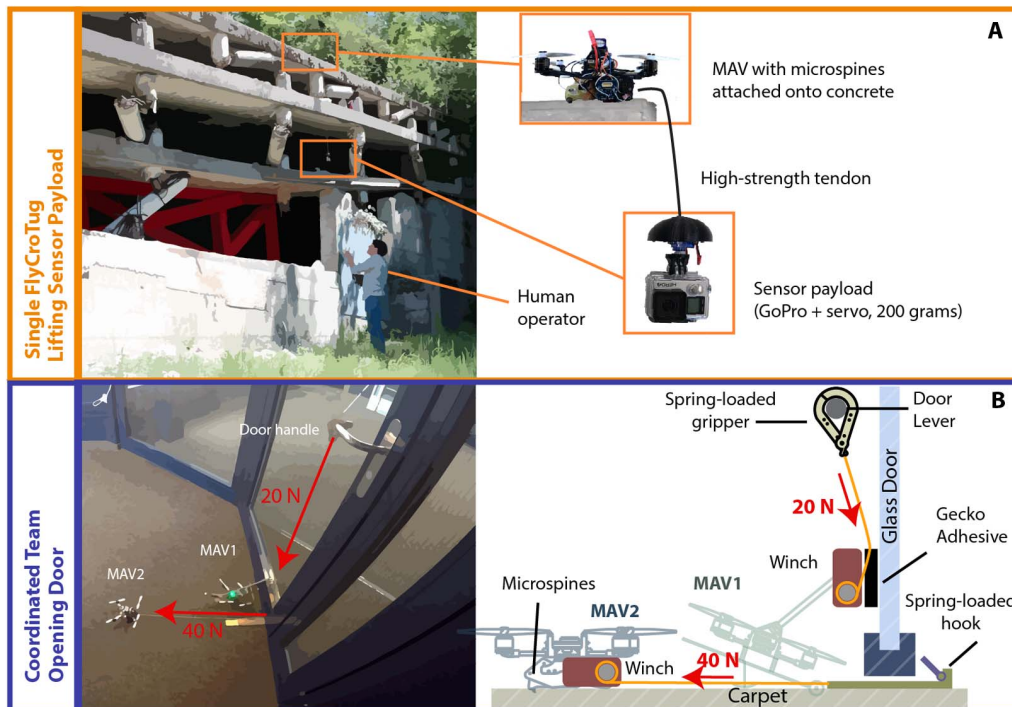 Single FlyCroTug
Lifting Sensor Payload
A
MAV with microspines
attached onto concrete
High-strength tendon
Human
operator
Sensor payload
(GoPro + servo, 200 grams)
Coordinated Team
Opening Door
Door handle
20 N
MAV1
MAV2
40 N
B
Spring-loaded
gripper
Door
Lever
20 N
Glass Door
Gecko
Adhesive
Winch
MAV1
Microspines
MAV2
Spring-loaded
hook
Winch
40 N
Carpet